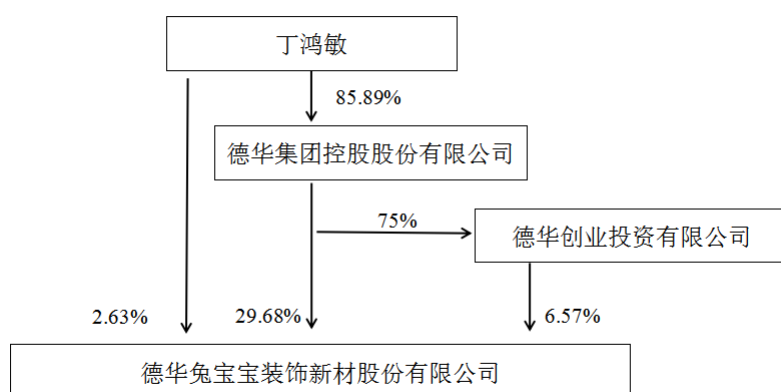 丁鸿敏
85.89%
德华集团控股股份有限公司
75%
德华创业投资有限公司
2.63%
29.68%
6.57%
德华兔宝宝装饰新材股份有限公司